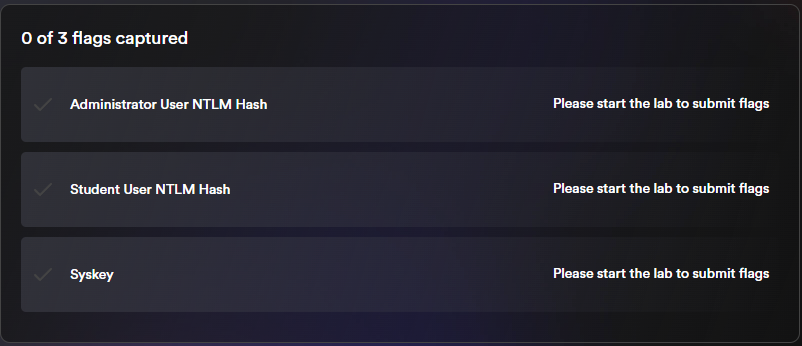 0 of 3 flags captured
Administrator User NTLM Hash
Please start the lab to submit flags
Student User NTLM Hash
Please start the lab to submit flags
Syskey
Please start the lab to submit flags